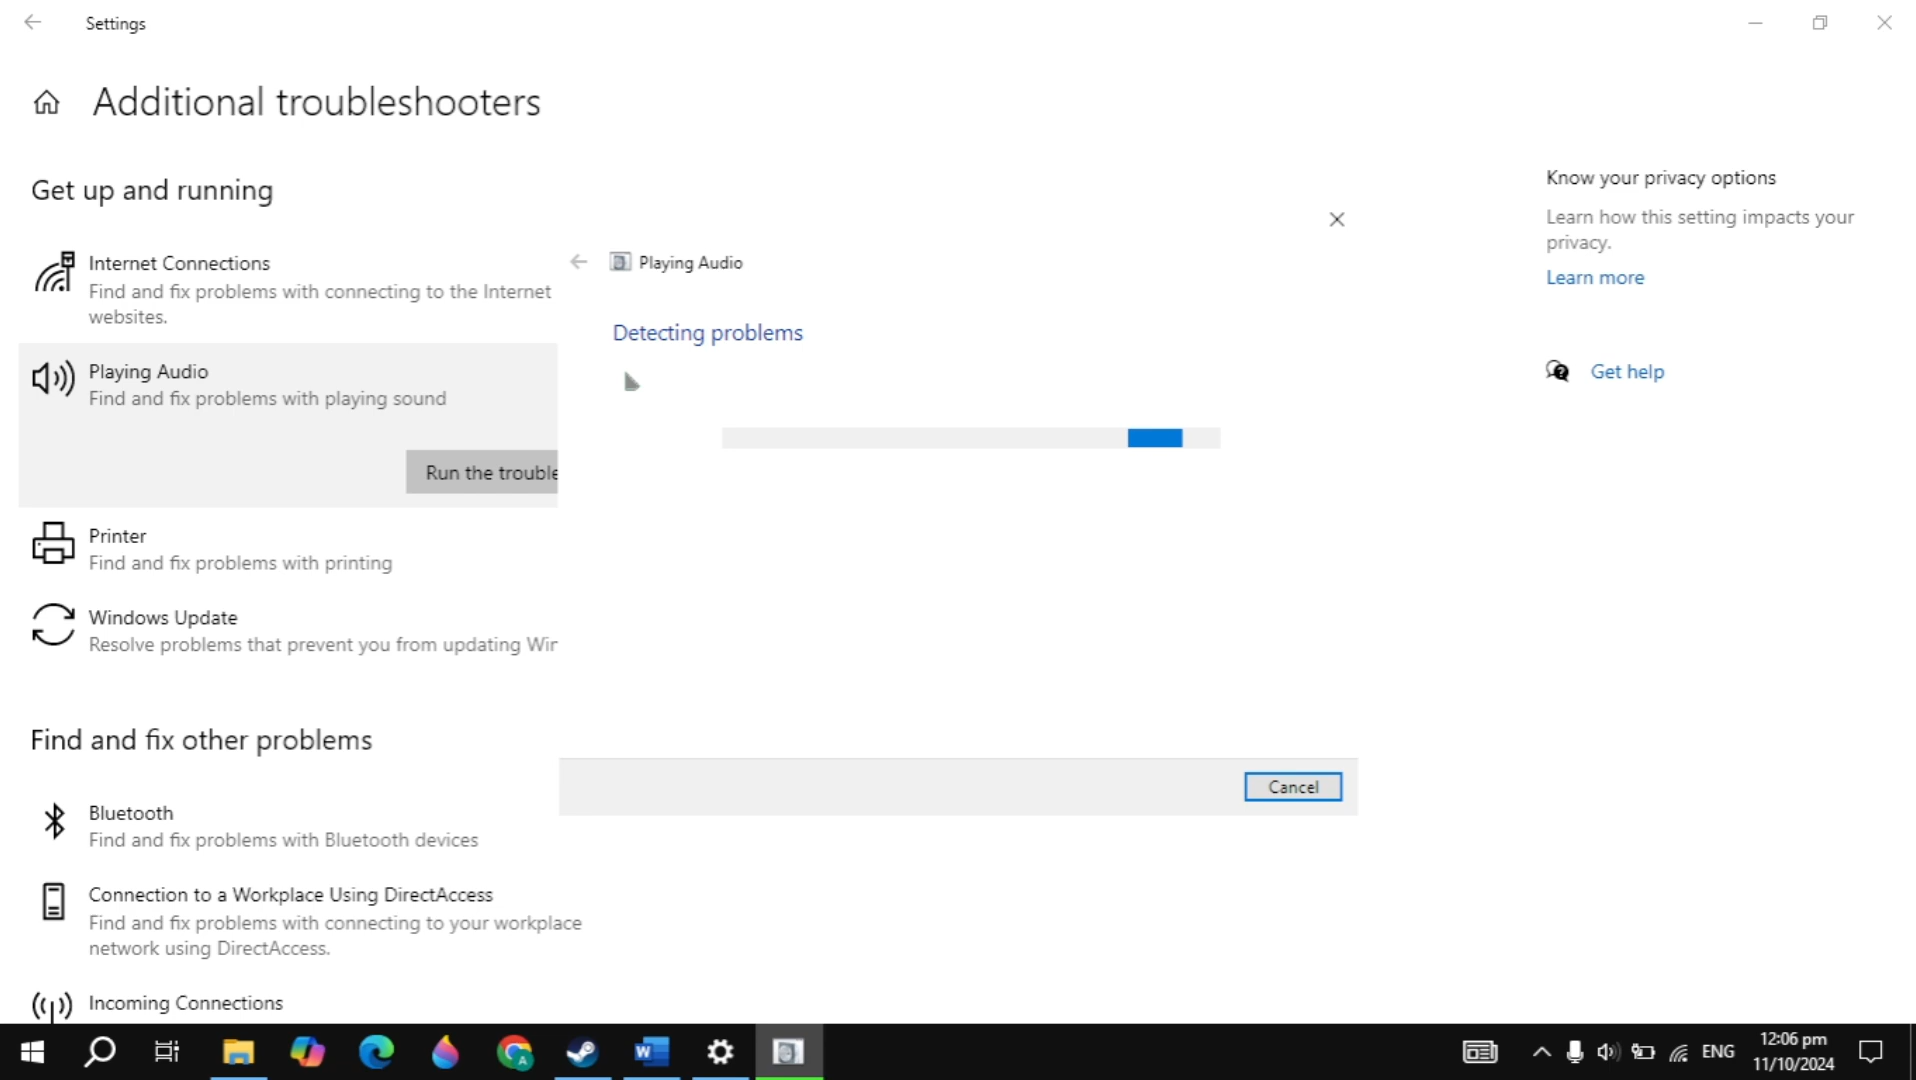 Settings
Additional troubleshooters
Get up and running
Internet Connections
Find and fix problems with connecting to the Internet
websites.
Playing Audio
Find and fix problems with playing sound
Run the trouble
Printer
Find and fix problems with printing
Windows Update
Resolve problems that prevent you from updating Wir
Find and fix other problems
Bluetooth
Find and fix problems with Bluetooth devices
Connection to a Workplace Using DirectAccess
Find and fix problems with connecting to your workplace
network using DirectAccess.
Incoming Connections
Playing Audio
Detecting problems
Cancel
Know your privacy options
Learn how this setting impacts your
privacy.
Learn more
Get help
ENG
12:06 pm
11/10/2024